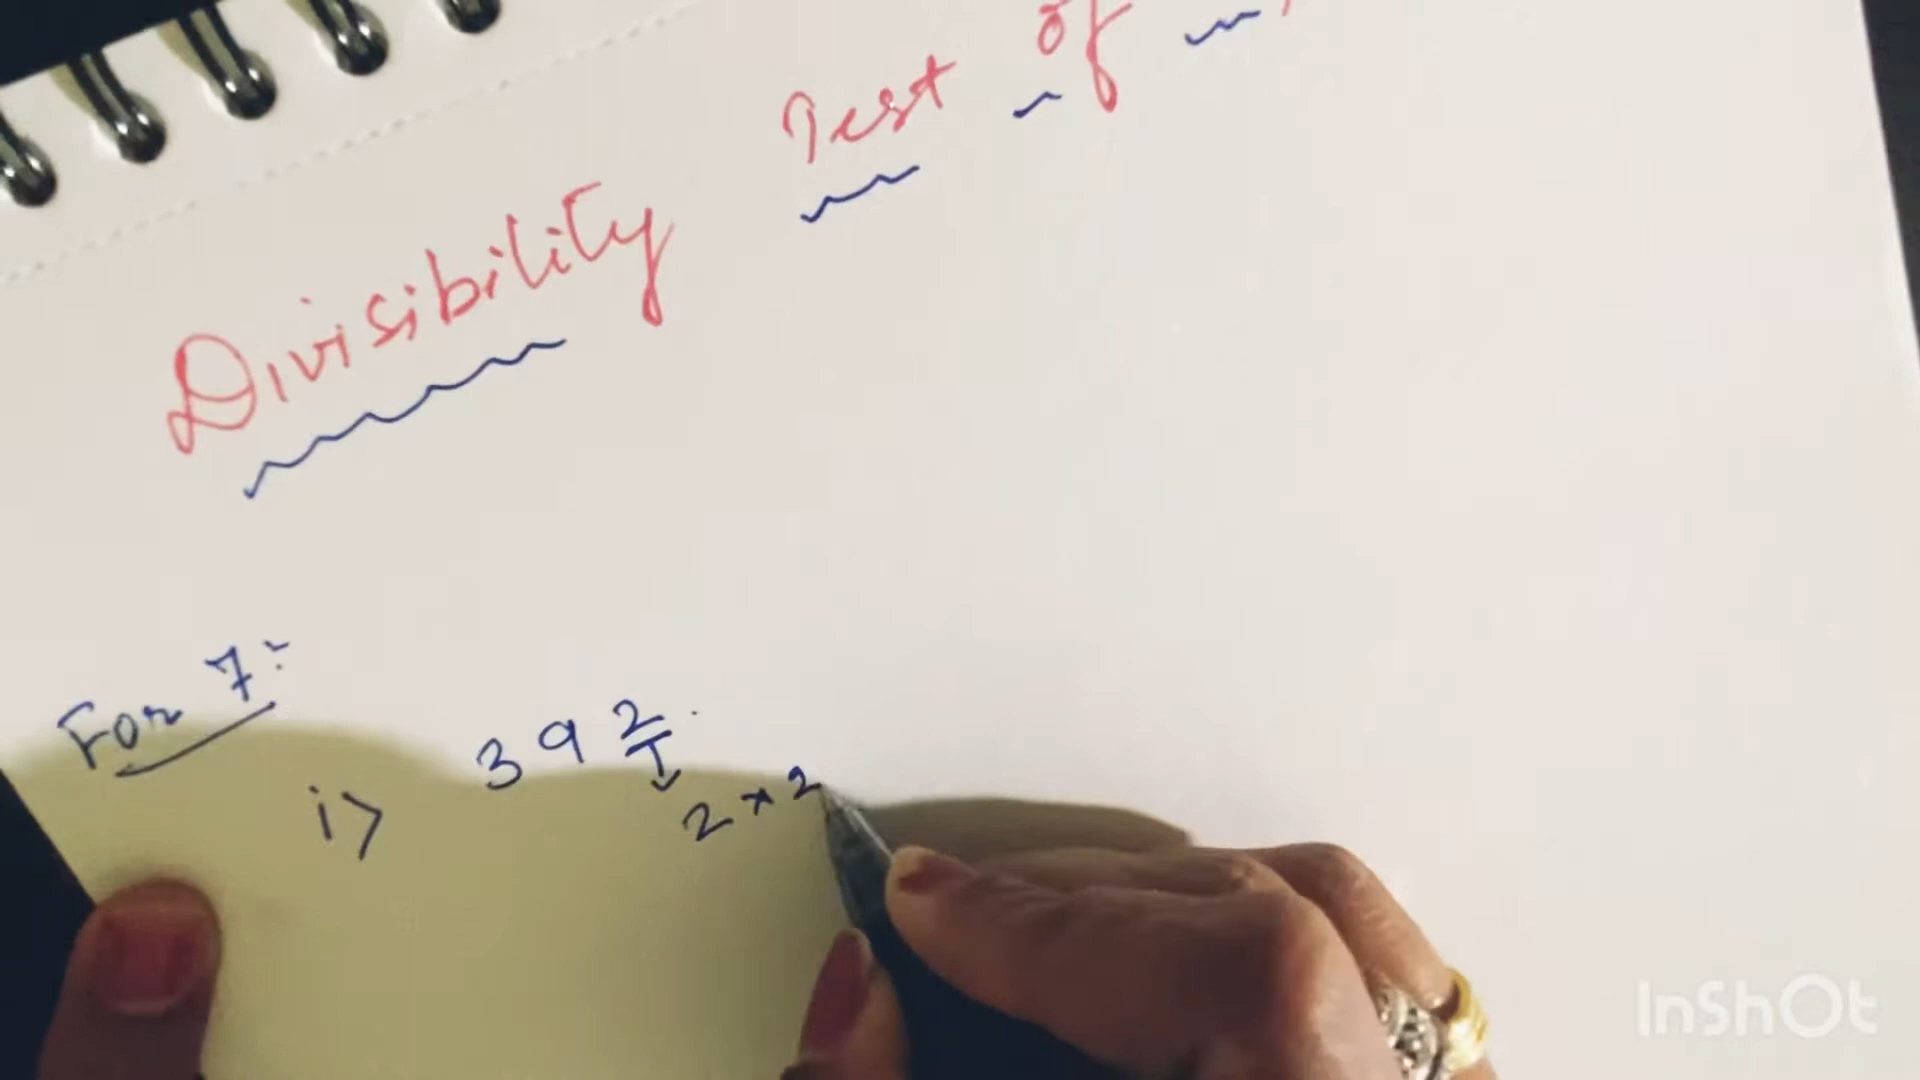 Divisibility Test of
For 7:-
i> 392
2 × 2
InShOt